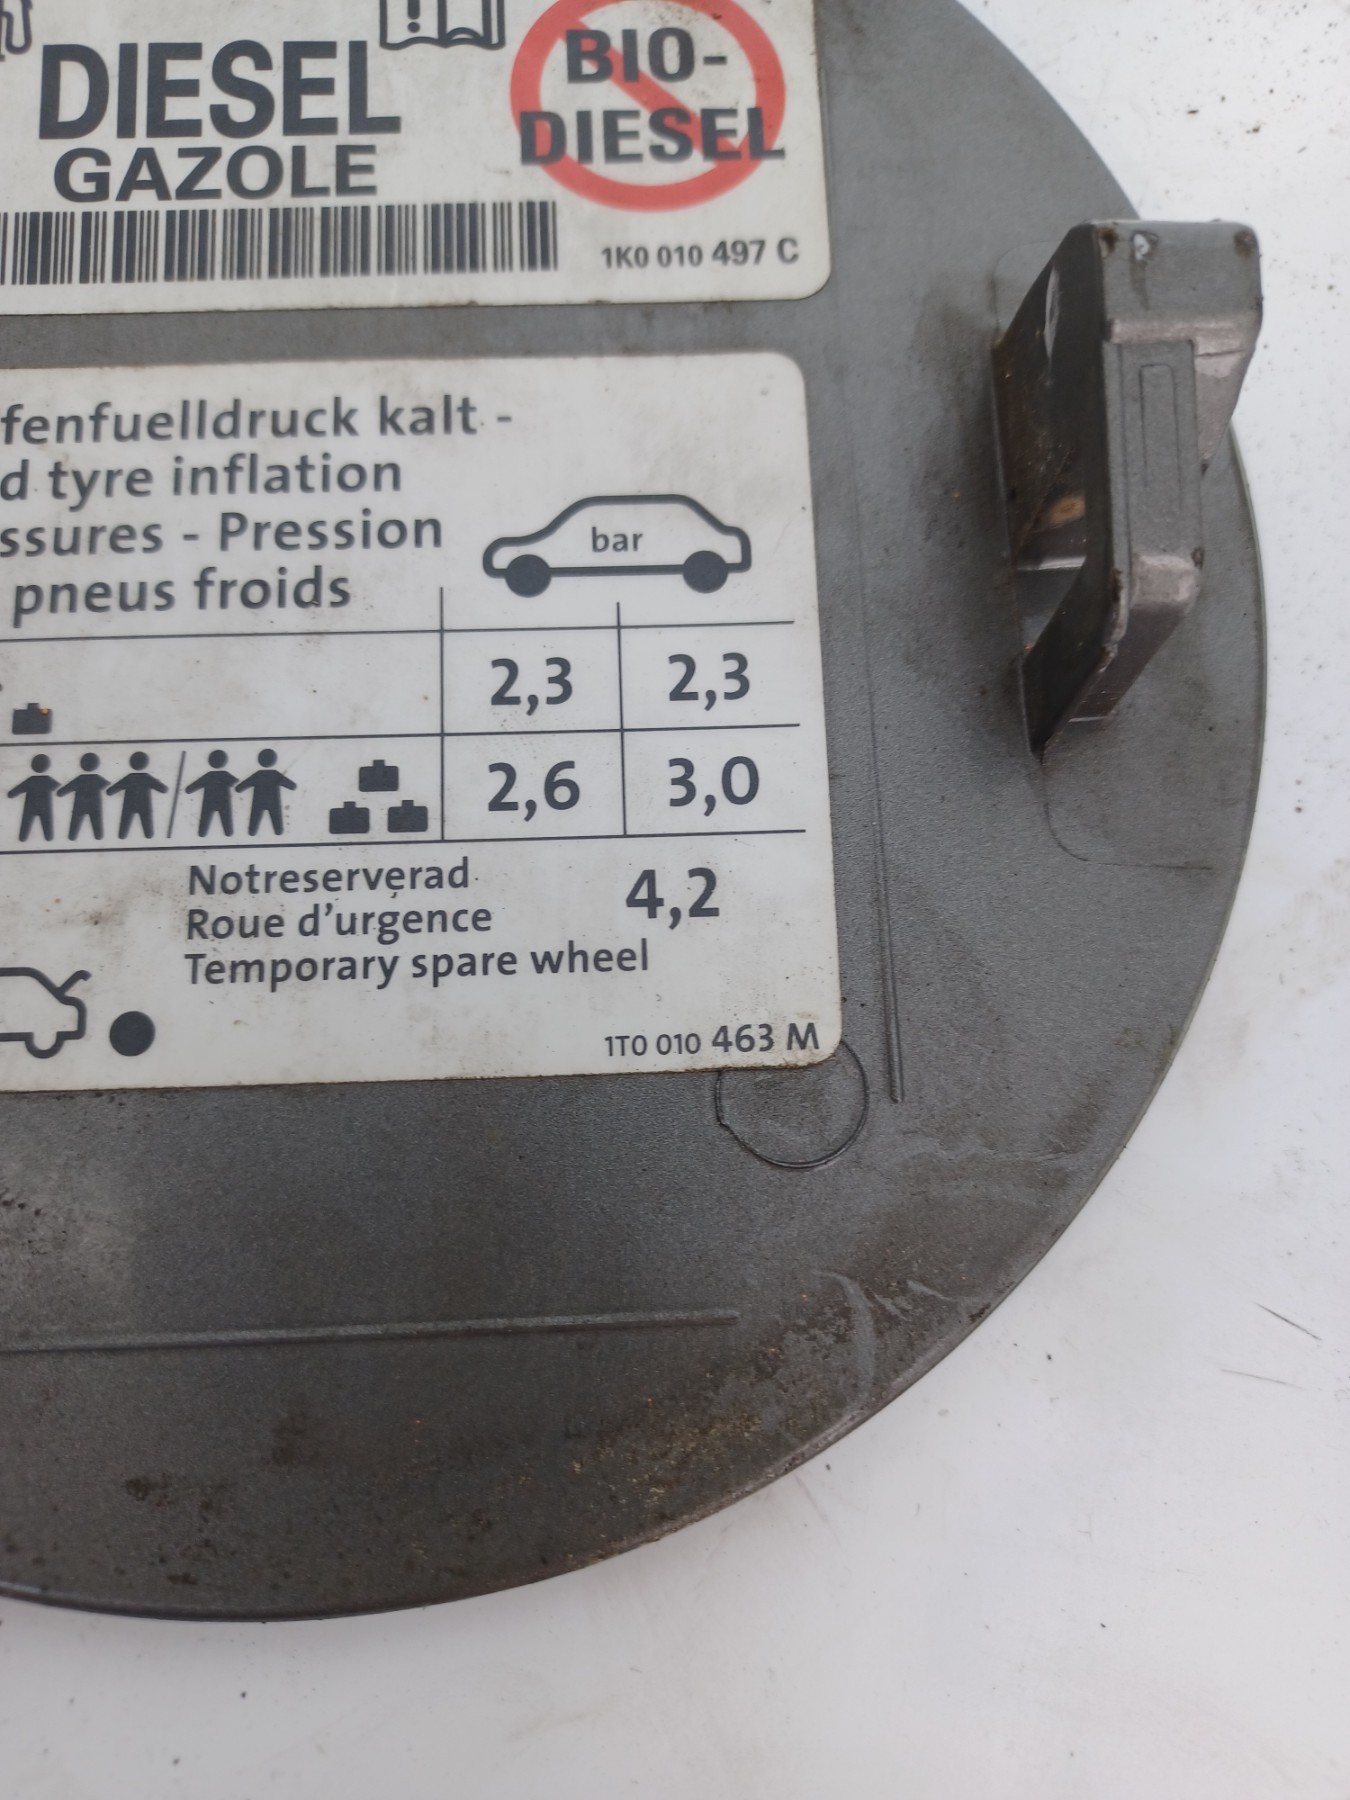 DIESEL
GAZOLE
BIO-
DIESEL
1K0 010 497 C
fenfuelldruck kalt -
d tyre inflation
ssures - Pression
pneus froids
bar
2,3 2,3
2,6 3,0
Notreserverad
Roue d'urgence
Temporary spare wheel
4,2
1T0 010 463 M